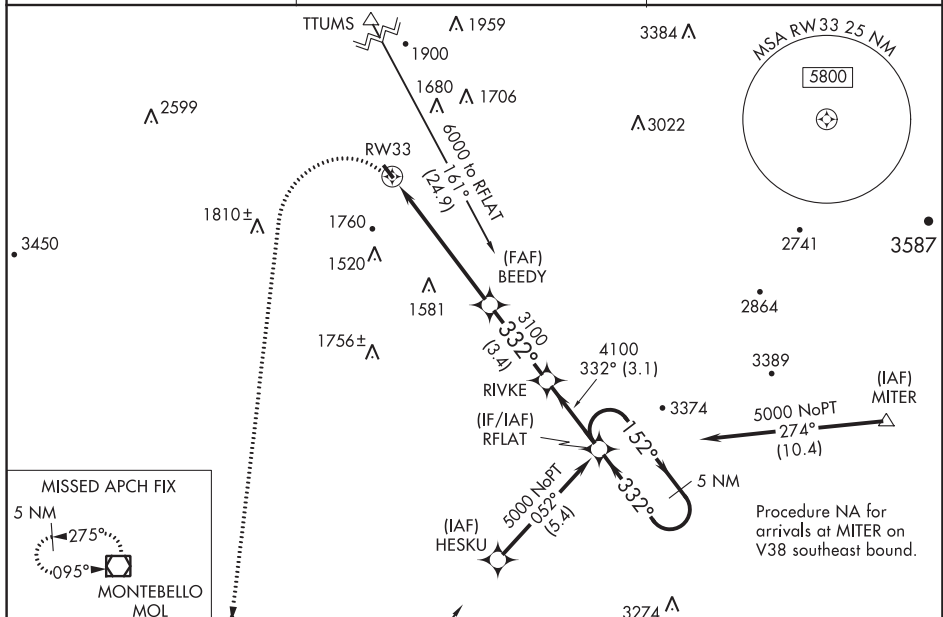 TTUMS
1959
3384
MSA RW33 25 NM
5800
1900
1680
1706
2599
3022
RW33
6000 to RFLAT
161°
(24.9)
1810±
1760
3450
1520
2741
3587
(FAF)
BEEDY
1581
2864
3100
332°
(3.4)
1756±
4100
332° (3.1)
3389
RIVKE
(IAF)
MITER
(IF/IAF)
RFLAT
3374
5000 NoPT
274°
(10.4)
152°
332°
5 NM
MISSED APCH FIX
5 NM
275°
095°
MONTEBELLO
MOL
5000 NoPT
052°
(5.4)
(IAF)
HESKU
Procedure NA for
arrivals at MITER on
V38 southeast bound.
3274